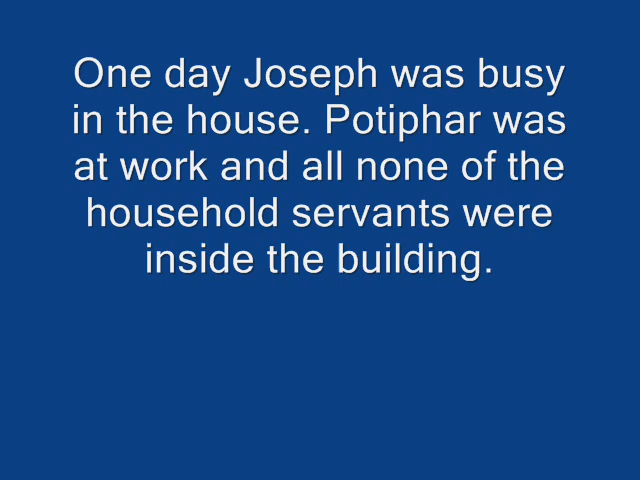 One day Joseph was busy
in the house. Potiphar was
at work and all none of the
household servants were
inside the building.